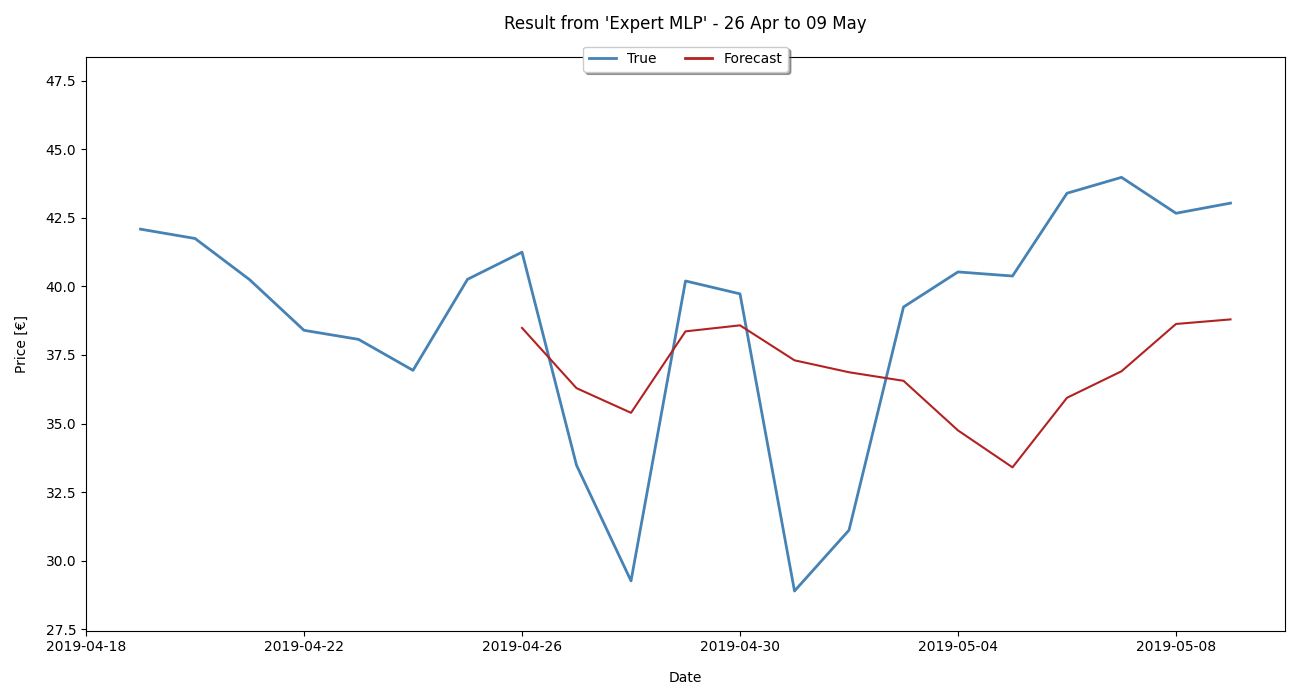 Result from 'Expert MLP' - 26 Apr to 09 May
True Forecast
47.5
45.0
42.5
40.0
37.5
35.0
32.5
30.0
27.5
Price [€]
2019-04-18 2019-04-22 2019-04-26 2019-04-30 2019-05-04 2019-05-08
Date